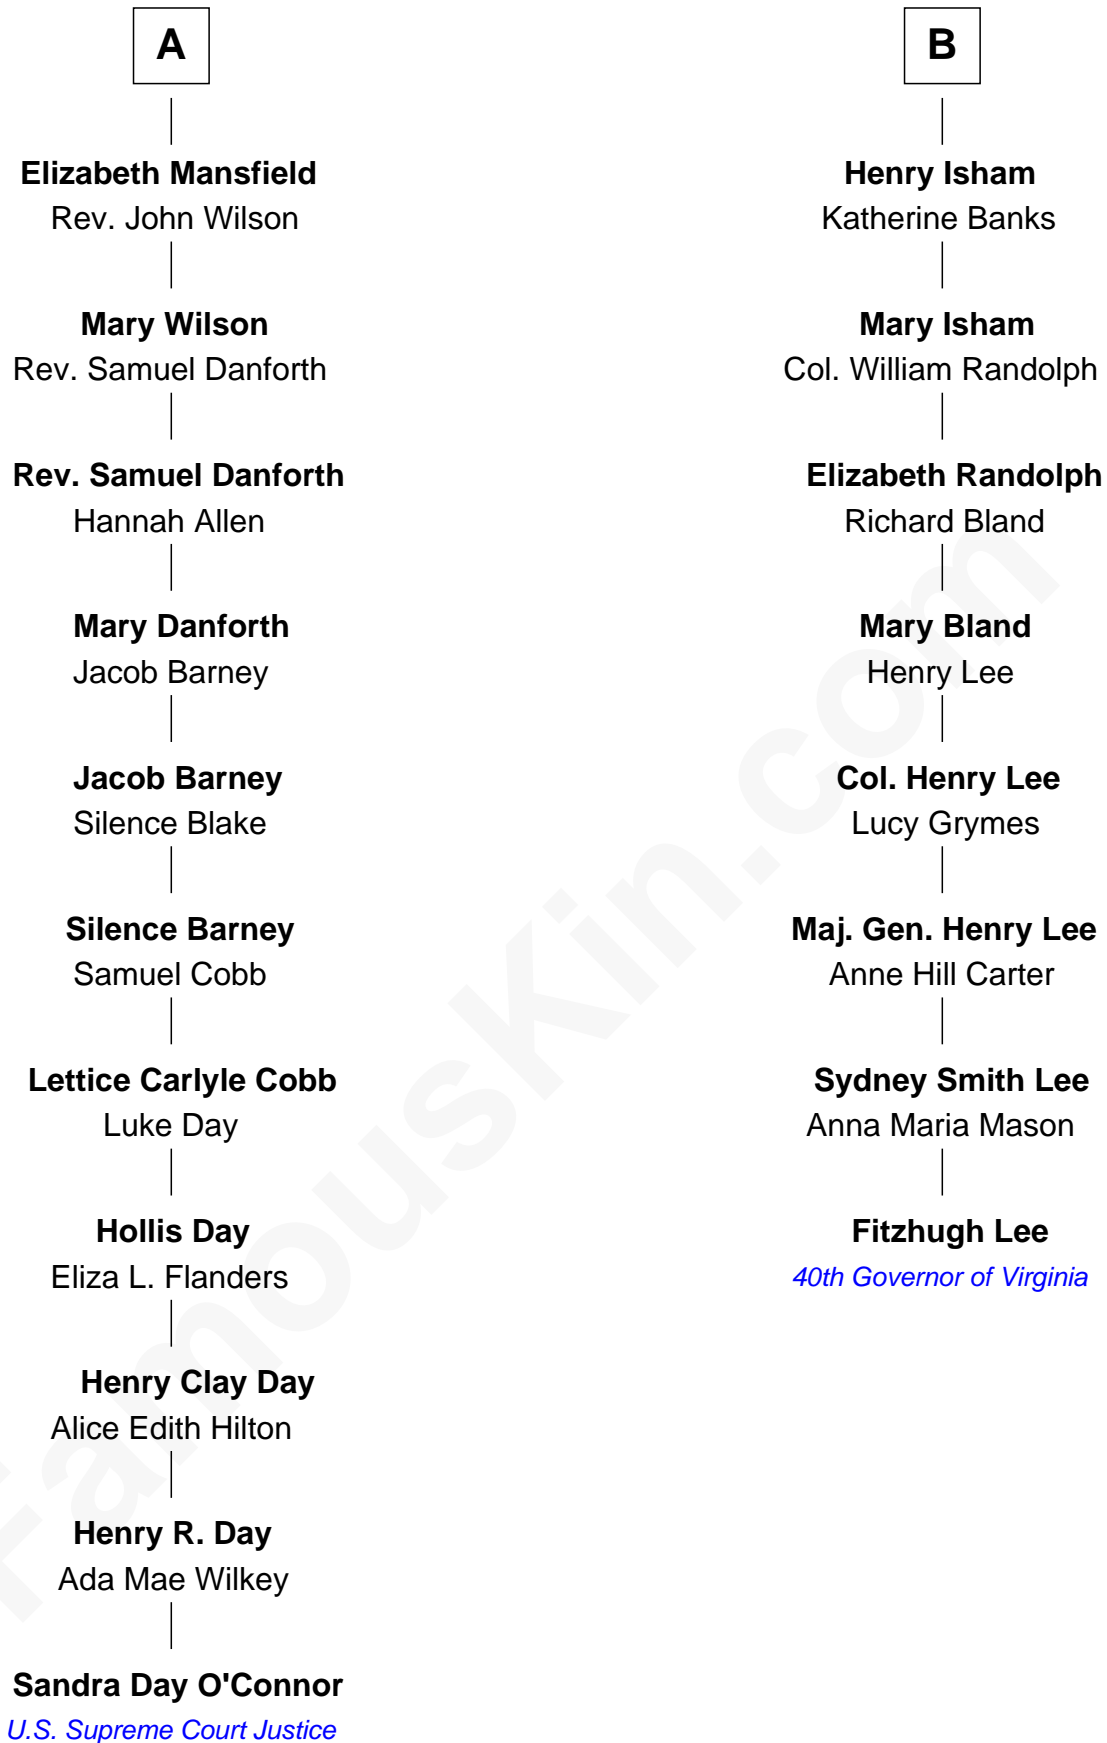 A
Elizabeth Mansfield
Rev. John Wilson
Mary Wilson
Rev. Samuel Danforth
Rev. Samuel Danforth
Hannah Allen
Mary Danforth
Jacob Barney
Jacob Barney
Silence Blake
Silence Barney
Samuel Cobb
Lettice Carlyle Cobb
Luke Day
Hollis Day
Eliza L. Flanders
Henry Clay Day
Alice Edith Hilton
Henry R. Day
Ada Mae Wilkey
Sandra Day O'Connor
U.S. Supreme Court Justice
B
Henry Isham
Katherine Banks
Mary Isham
Col. William Randolph
Elizabeth Randolph
Richard Bland
Mary Bland
Henry Lee
Col. Henry Lee
Lucy Grymes
Maj. Gen. Henry Lee
Anne Hill Carter
Sydney Smith Lee
Anna Maria Mason
Fitzhugh Lee
40th Governor of Virginia
FamousKin.com